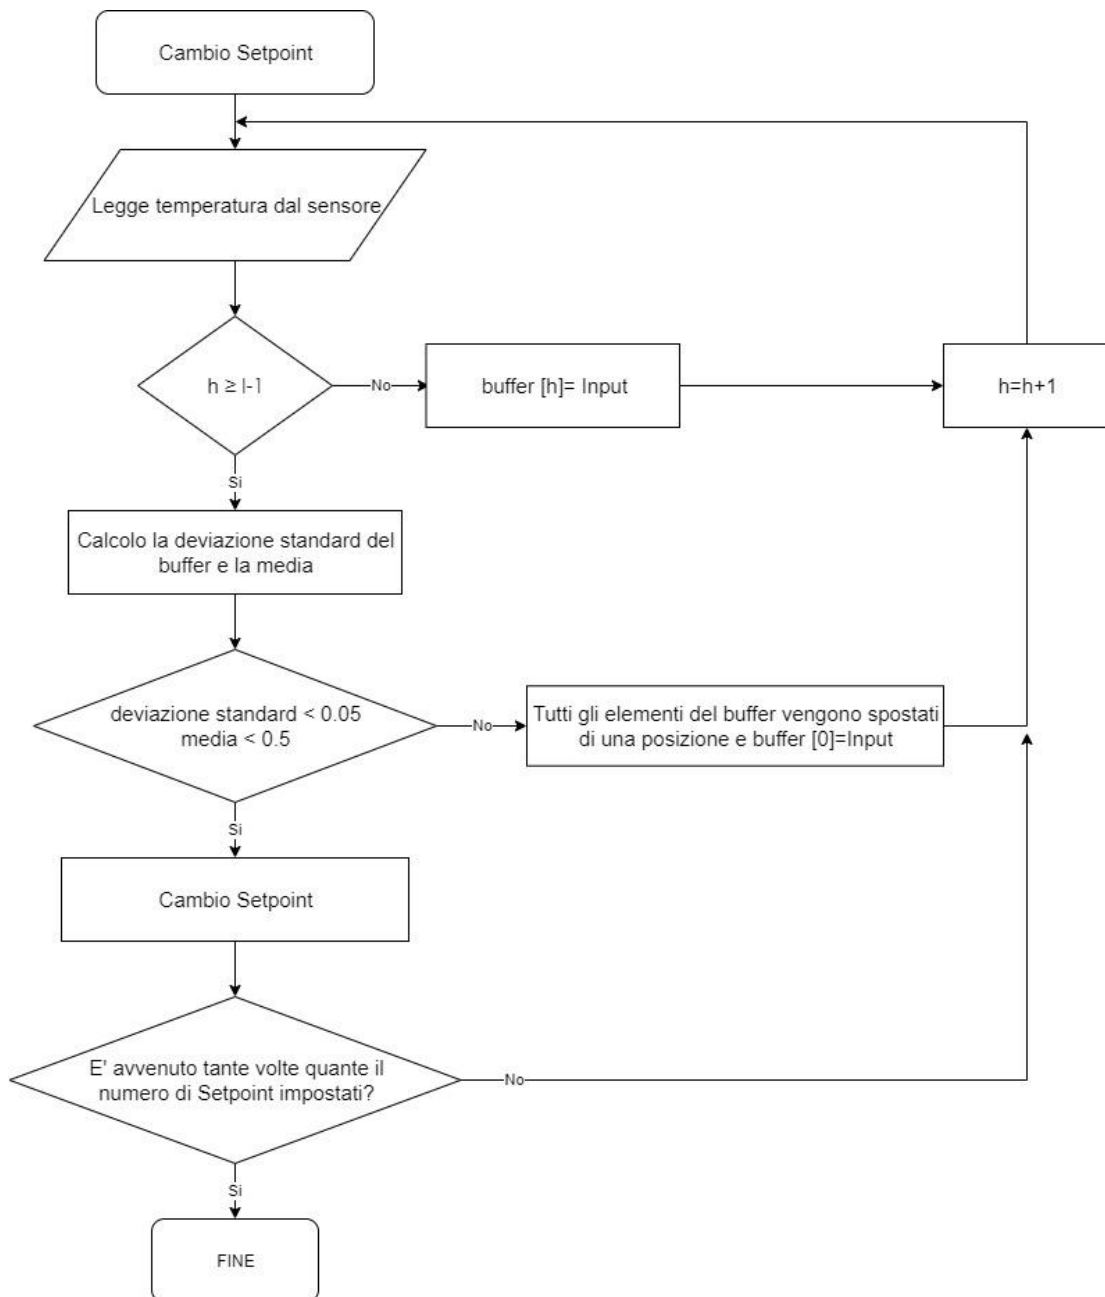 Cambio Setpoint
Legge temperatura dal sensore
h ≥ l-1
No
buffer [h]= Input
h=h+1
Si
Calcolo la deviazione standard del
buffer e la media
deviazione standard < 0.05
media < 0.5
No
Tutti gli elementi del buffer vengono spostati
di una posizione e buffer [0]=Input
Si
Cambio Setpoint
E' avvenuto tante volte quante il
numero di Setpoint impostati?
No
Si
FINE